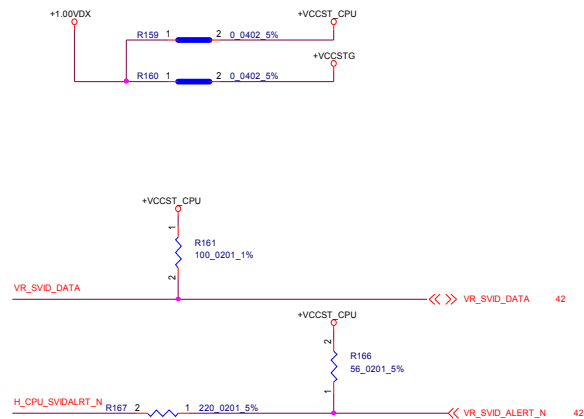 +1.00VDX
+VCCST_CPU
R159 1 2 0_0402_5%
+VCCSTG
R160 1 2 0_0402_5%
+VCCST_CPU
1
R161
100_0201_1%
2
VR_SVID_DATA
VR_SVID_DATA 42
+VCCST_CPU
2
R166
56_0201_5%
1
H_CPU_SVIDALRT_N
R167 2 1 220_0201_5%
VR_SVID_ALERT_N 42